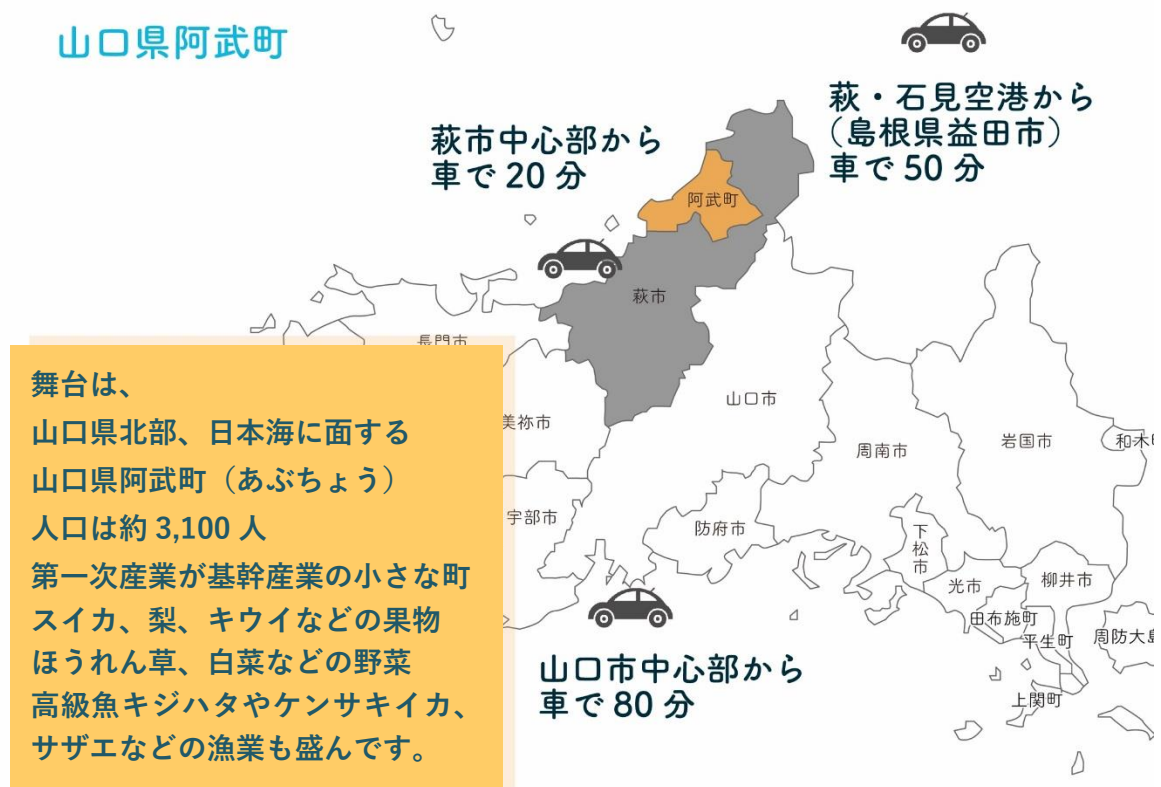 山口県阿武町
萩・石見空港から
（島根県益田市）
車で 50 分
萩市中心部から
車で 20 分
阿武町
萩市
長門市
美祢市
山口市
周南市
岩国市
宇部市
防府市
下松市
光市
柳井市
田布施町
平生町
周防大島
上関町
舞台は、
山口県北部、日本海に面する
山口県阿武町（あぶちょう）
人口は約 3,100 人
第一次産業が基幹産業の小さな町
スイカ、梨、キウイなどの果物
ほうれん草、白菜などの野菜
高級魚キジハタやケンサキイカ、
サザエなどの漁業も盛んです。
山口市中心部から
車で 80 分